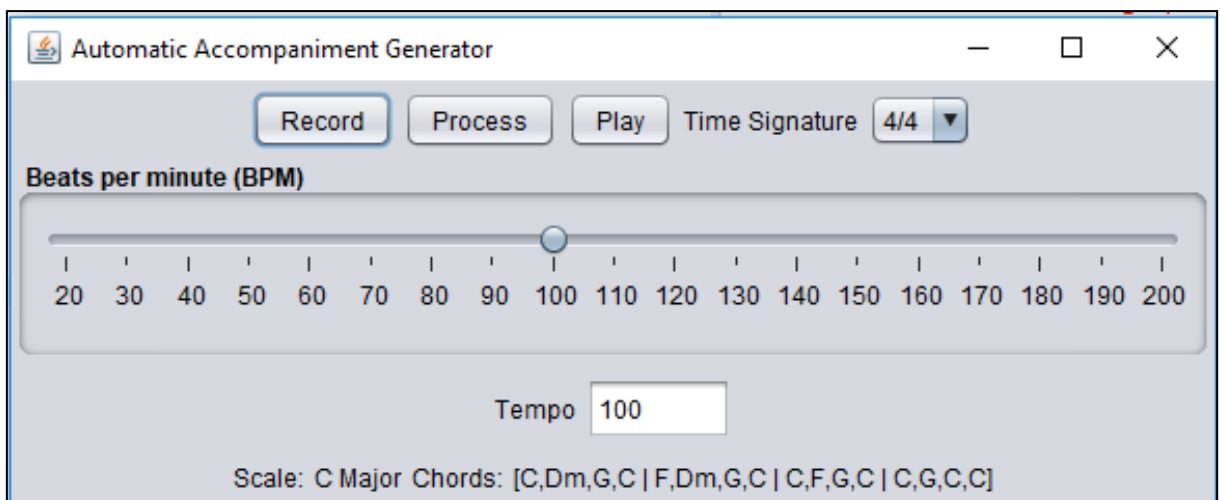 Automatic Accompaniment Generator
Record Process Play Time Signature 4/4
Beats per minute (BPM)
20 30 40 50 60 70 80 90 100 110 120 130 140 150 160 170 180 190 200
Tempo 100
Scale: C Major Chords: [C,Dm,G,C | F,Dm,G,C | C,F,G,C | C,G,C,C]